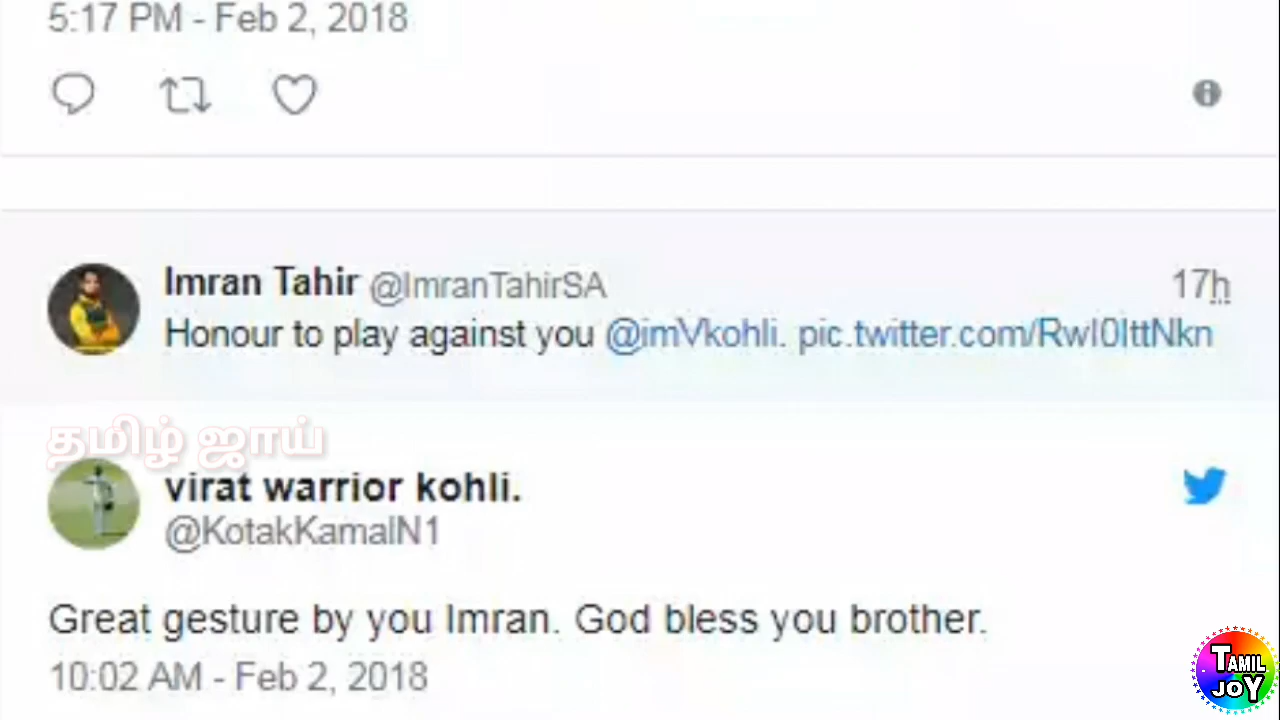 5:17 PM - Feb 2, 2018
Imran Tahir @ImranTahirSA 17h
Honour to play against you @imVkohli. pic.twitter.com/RwI0IttNkn
தமிழ் ஜாய்
virat warrior kohli.
@KotakKamalN1
Great gesture by you Imran. God bless you brother.
10:02 AM - Feb 2, 2018
TAMIL
JOY